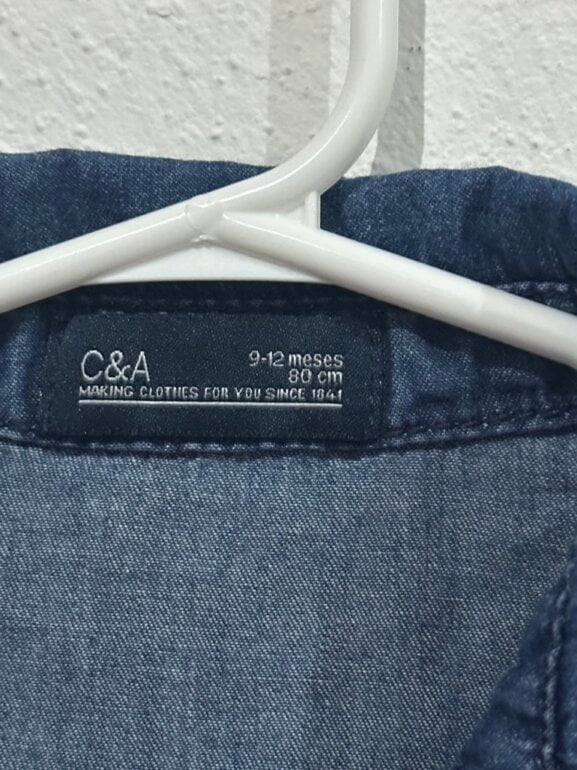 C&A
9-12 meses
80 cm
MAKING CLOTHES FOR YOU SINCE 1841